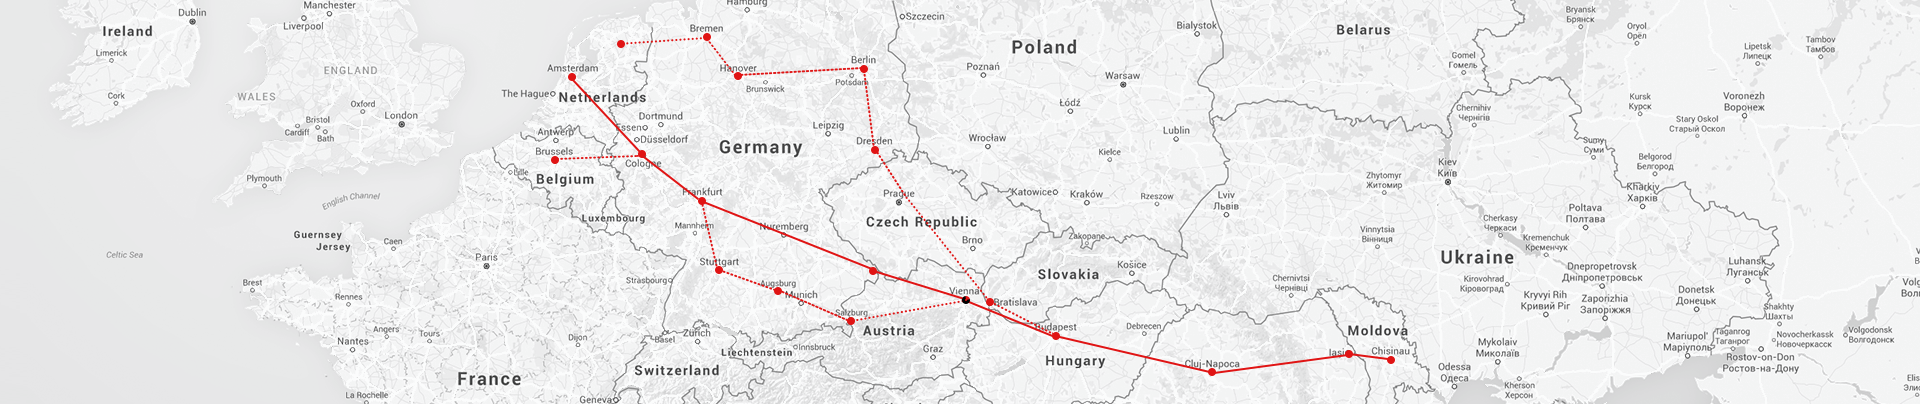 Hamburg
Szczecin
Manchester
Dublin
Bryansk
Брянск
Liverpool
Białystok
Ireland
Bremen
Belarus
Oryol
Орёл
Tambov
Тамбов
Lipetsk
Липецк
Poland
Limerick
Gomel
Гомель
ENGLAND
Amsterdam
Hanover
Berlin
Poznań
Warsaw
Potsdam
Brunswick
The Hague
Netherlands
WALES
Cork
Oxford
London
Łódź
Chernihiv
Чернігів
Kursk
Курск
Voronezh
Воронеж
Stary Oskol
Старый Оскол
Bristol
Cardiff
Bath
Dortmund
Essen
Düsseldorf
Leipzig
Antwerp
Brussels
Germany
Dresden
Wrocław
Lublin
Kielce
Sumy
Суми
Belgorod
Белгород
Cologne
Lille
Belgium
Kiev
Київ
Plymouth
English Channel
Frankfurt
Prague
Katowice
Kraków
Rzeszow
Zhytomyr
Житомир
Kharkiv
Харків
Lviv
Львів
Luxembourg
Mannheim
Nuremberg
Czech Republic
Poltava
Полтава
Cherkasy
Черкаси
Guernsey
Jersey
Caen
Brno
Zakopane
Vinnytsia
Вінниця
Kremenchuk
Кременчук
Celtic Sea
Paris
Stuttgart
Strasbourg
Košice
Slovakia
Ukraine
Dnepropetrovsk
Дніпропетровськ
Luhansk
Луганськ
Brest
Rennes
Augsburg
Munich
Vienna
Bratislava
Chernivtsi
Чернівці
Kirovohrad
Кіровоград
Kryvyi Rih
Кривий Ріг
Zaporizhia
Запоріжжя
Donetsk
Донецьк
Shakhty
Шахты
Salzburg
Angers
Tours
Nantes
Dijon
Basel
Zürich
Austria
Budapest
Debrecen
Moldova
Mariupol'
Маріуполь
Taganrog
Таганрог
Novocherkassk
Новочеркасск
Volgodonsk
Волгодонск
Liechtenstein
Innsbruck
Graz
Hungary
Cluj-Napoca
Iasi
Chisinau
Mykolaiv
Миколаїв
Rostov-on-Don
Ростов-на-Дону
Switzerland
France
Odessa
Одеса
Kherson
Херсон
La Rochelle
Geneva